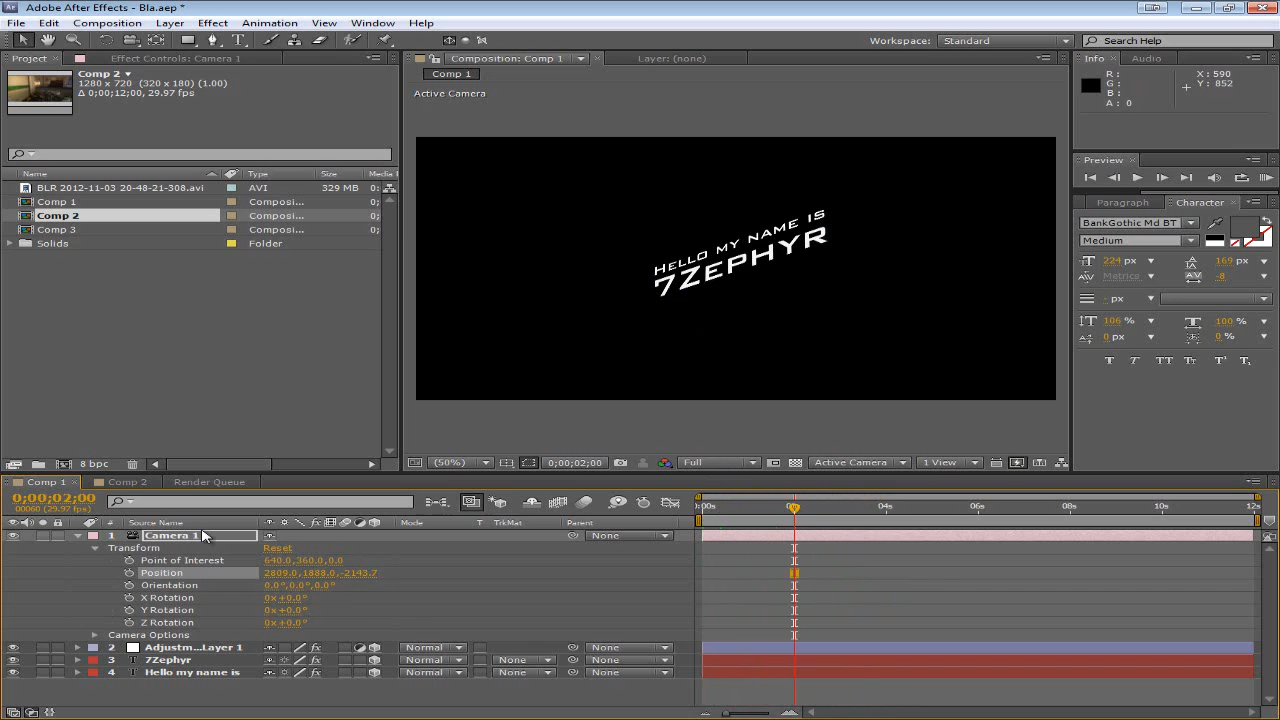 Adobe After Effects - Bla.aep *
File Edit Composition Layer Effect Animation View Window Help
Workspace: Standard Search Help
Project Effect Controls: Camera 1 Composition: Comp 1 Layer: (none) Info Audio
Comp 2
1280 x 720 (320 x 180) (1.00)
Δ 0;00;12;00, 29.97 fps
Comp 1
Active Camera
R:
G:
B:
A: 0
X: 590
Y: 852
HELLO MY NAME IS
7ZEPHYR
Name Type Size Media
BLR 2012-11-03 20-48-21-308.avi AVI 329 MB 0:
Comp 1 Composi... 0;
Comp 2 Composi... 0;
Comp 3 Composi... 0;
Solids Folder
Preview
Paragraph Character
BankGothic Md BT
Medium
224 px 169 px
Metrics -8
- px
106 % 100 %
0 px 0 %
8 bpc
(50%) 0;00;02;00 Full Active Camera 1 View
Comp 1 Comp 2 Render Queue
0;00;02;00
00060 (29.97 fps)
:00s 04s 06s 08s 10s 12s
# Source Name Mode T TrkMat Parent
1 Camera 1 None
Transform Reset
Point of Interest 640.0,360.0,0.0
Position 2809.0,1888.0,-2143.7
Orientation 0.0°,0.0°,0.0°
X Rotation 0x+0.0°
Y Rotation 0x+0.0°
Z Rotation 0x+0.0°
Camera Options
2 Adjustm...Layer 1 Normal None
3 7Zephyr Normal None None
4 Hello my name is Normal None None